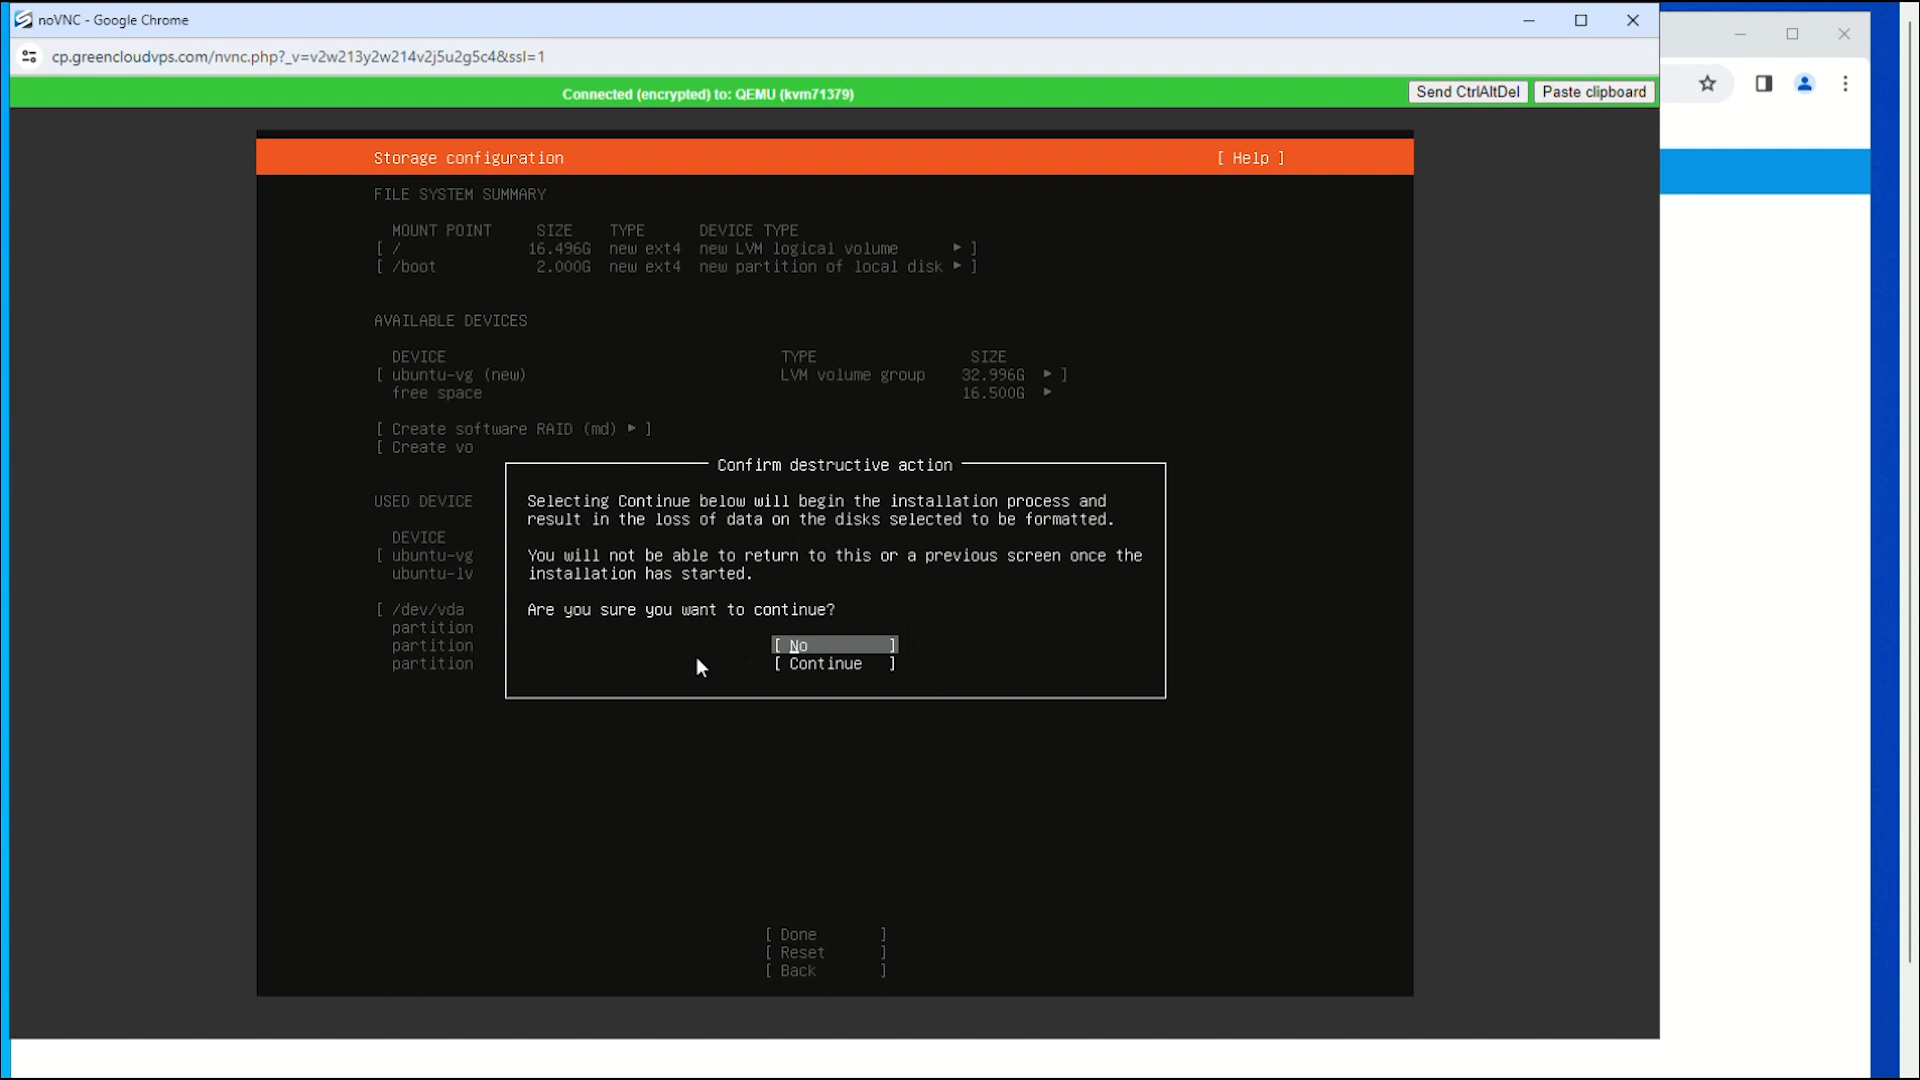 noVNC - Google Chrome
cp.greencloudvps.com/nvnc.php?_v=v2w213y2w214v2j5u2g5c4&ssl=1
Connected (encrypted) to: QEMU (kvm71379)
Send CtrlAltDel
Paste clipboard
Storage configuration [ Help ]
FILE SYSTEM SUMMARY
MOUNT POINT SIZE TYPE DEVICE TYPE
[ / 16.496G new ext4 new LVM logical volume ▸ ]
[ /boot 2.000G new ext4 new partition of local disk ▸ ]
AVAILABLE DEVICES
DEVICE TYPE SIZE
[ ubuntu-vg (new) LVM volume group 32.996G ▸ ]
free space 16.500G ▸
[ Create software RAID (md) ▸ ]
[ Create vo
USED DEVICE
DEVICE
[ ubuntu-vg
ubuntu-lv
[ /dev/vda
partition
partition
partition
Confirm destructive action
Selecting Continue below will begin the installation process and
result in the loss of data on the disks selected to be formatted.
You will not be able to return to this or a previous screen once the
installation has started.
Are you sure you want to continue?
[ No ]
[ Continue ]
[ Done ]
[ Reset ]
[ Back ]